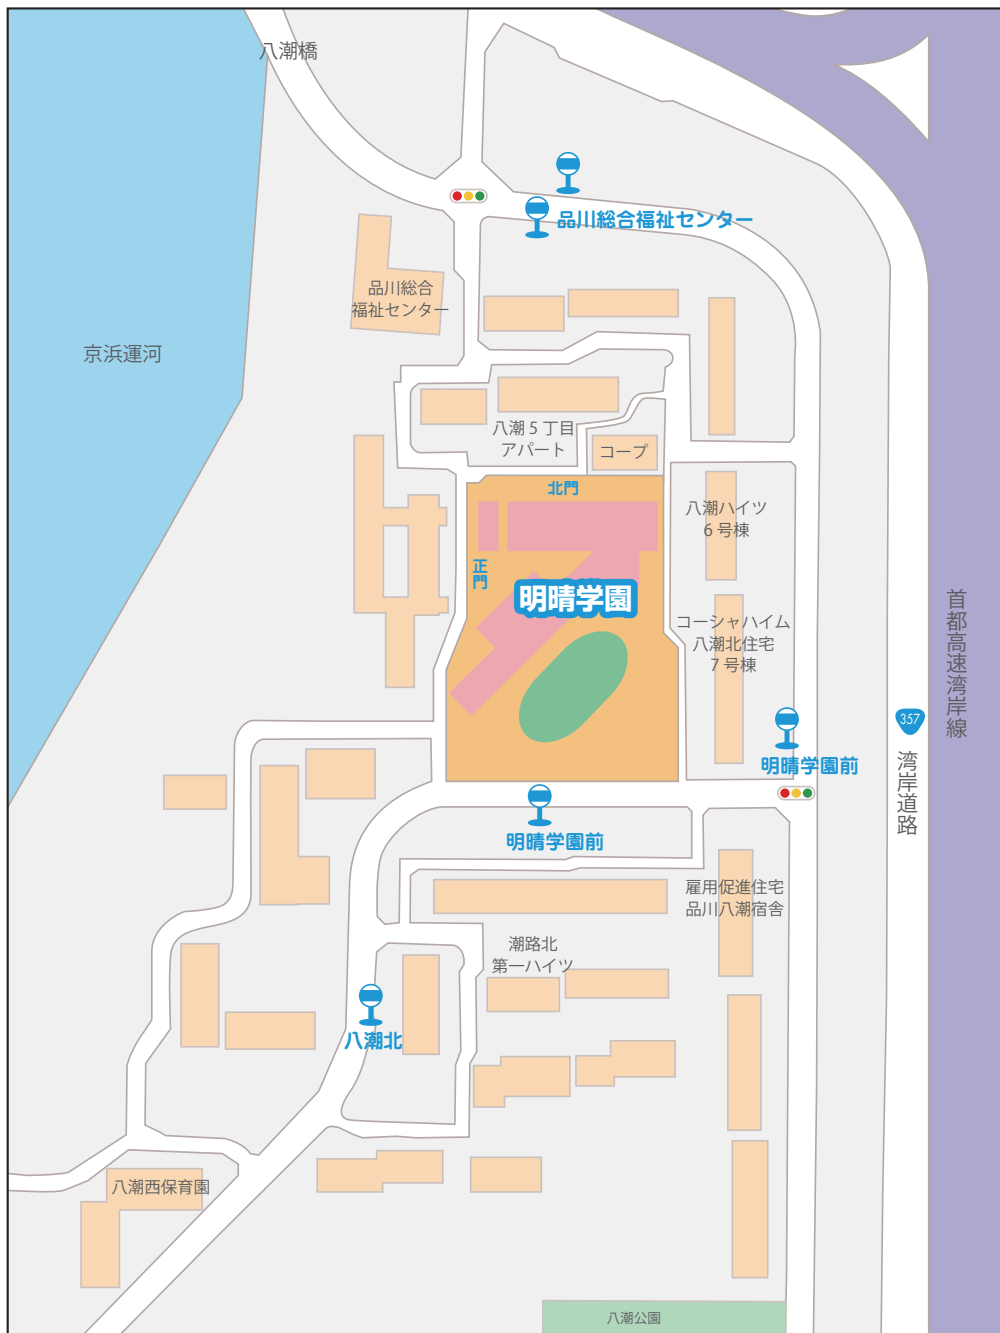 八潮橋
品川総合福祉センター
品川総合
福祉センター
京浜運河
八潮5丁目
アパート
コープ
北門
正門
明晴学園
八潮ハイツ
6号棟
コーシャハイム
八潮北住宅
7号棟
首都高速湾岸線
357
湾岸道路
明晴学園前
明晴学園前
雇用促進住宅
品川八潮宿舎
潮路北
第一ハイツ
八潮北
八潮西保育園
八潮公園